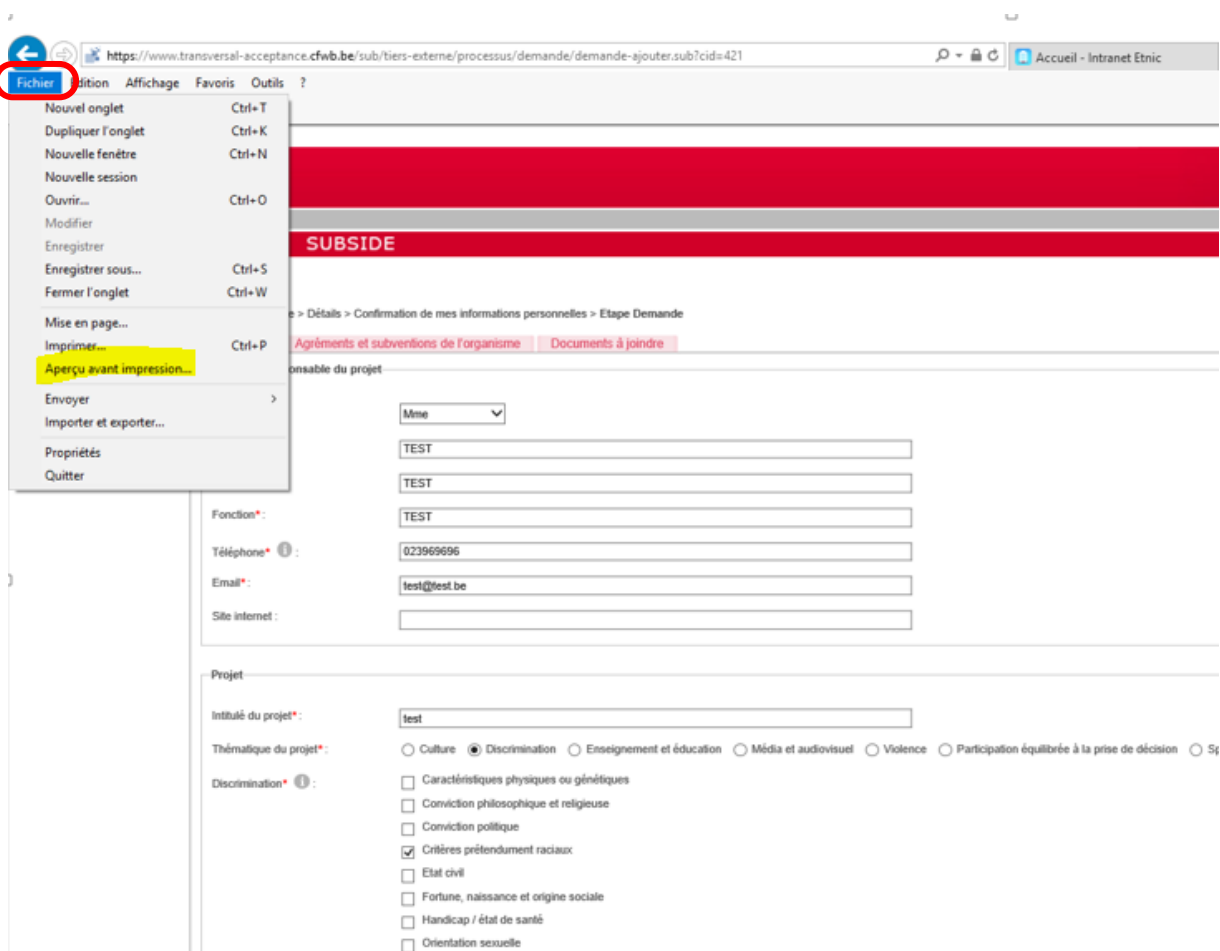 https://www.transversal-acceptance.cfwb.be/sub/tiers-externe/processus/demande/demande-ajouter.sub?cid=421
Accueil - Intranet Etnic
Fichier Edition Affichage Favoris Outils ?
Nouvel onglet Ctrl+T
Dupliquer l'onglet Ctrl+K
Nouvelle fenêtre Ctrl+N
Nouvelle session
Ouvrir... Ctrl+O
Modifier
Enregistrer
SUBSIDE
Enregistrer sous... Ctrl+S
Fermer l'onglet Ctrl+W
> Détails > Confirmation de mes informations personnelles > Etape Demande
Mise en page...
Imprimer... Ctrl+P
Agréments et subventions de l'organisme Documents à joindre
Aperçu avant impression...
onsable du projet
Envoyer >
Importer et exporter...
Mme
Propriétés
TEST
Quitter
TEST
Fonction* : TEST
Téléphone* : 023969696
Email* : test@test.be
Site internet :
Projet
Intitulé du projet* : test
Thématique du projet* : Culture Discrimination Enseignement et éducation Média et audiovisuel Violence Participation équilibrée à la prise de décision Sp
Discrimination* : Caractéristiques physiques ou génétiques
Conviction philosophique et religieuse
Conviction politique
Critères prétendument raciaux
Etat civil
Fortune, naissance et origine sociale
Handicap / état de santé
Orientation sexuelle